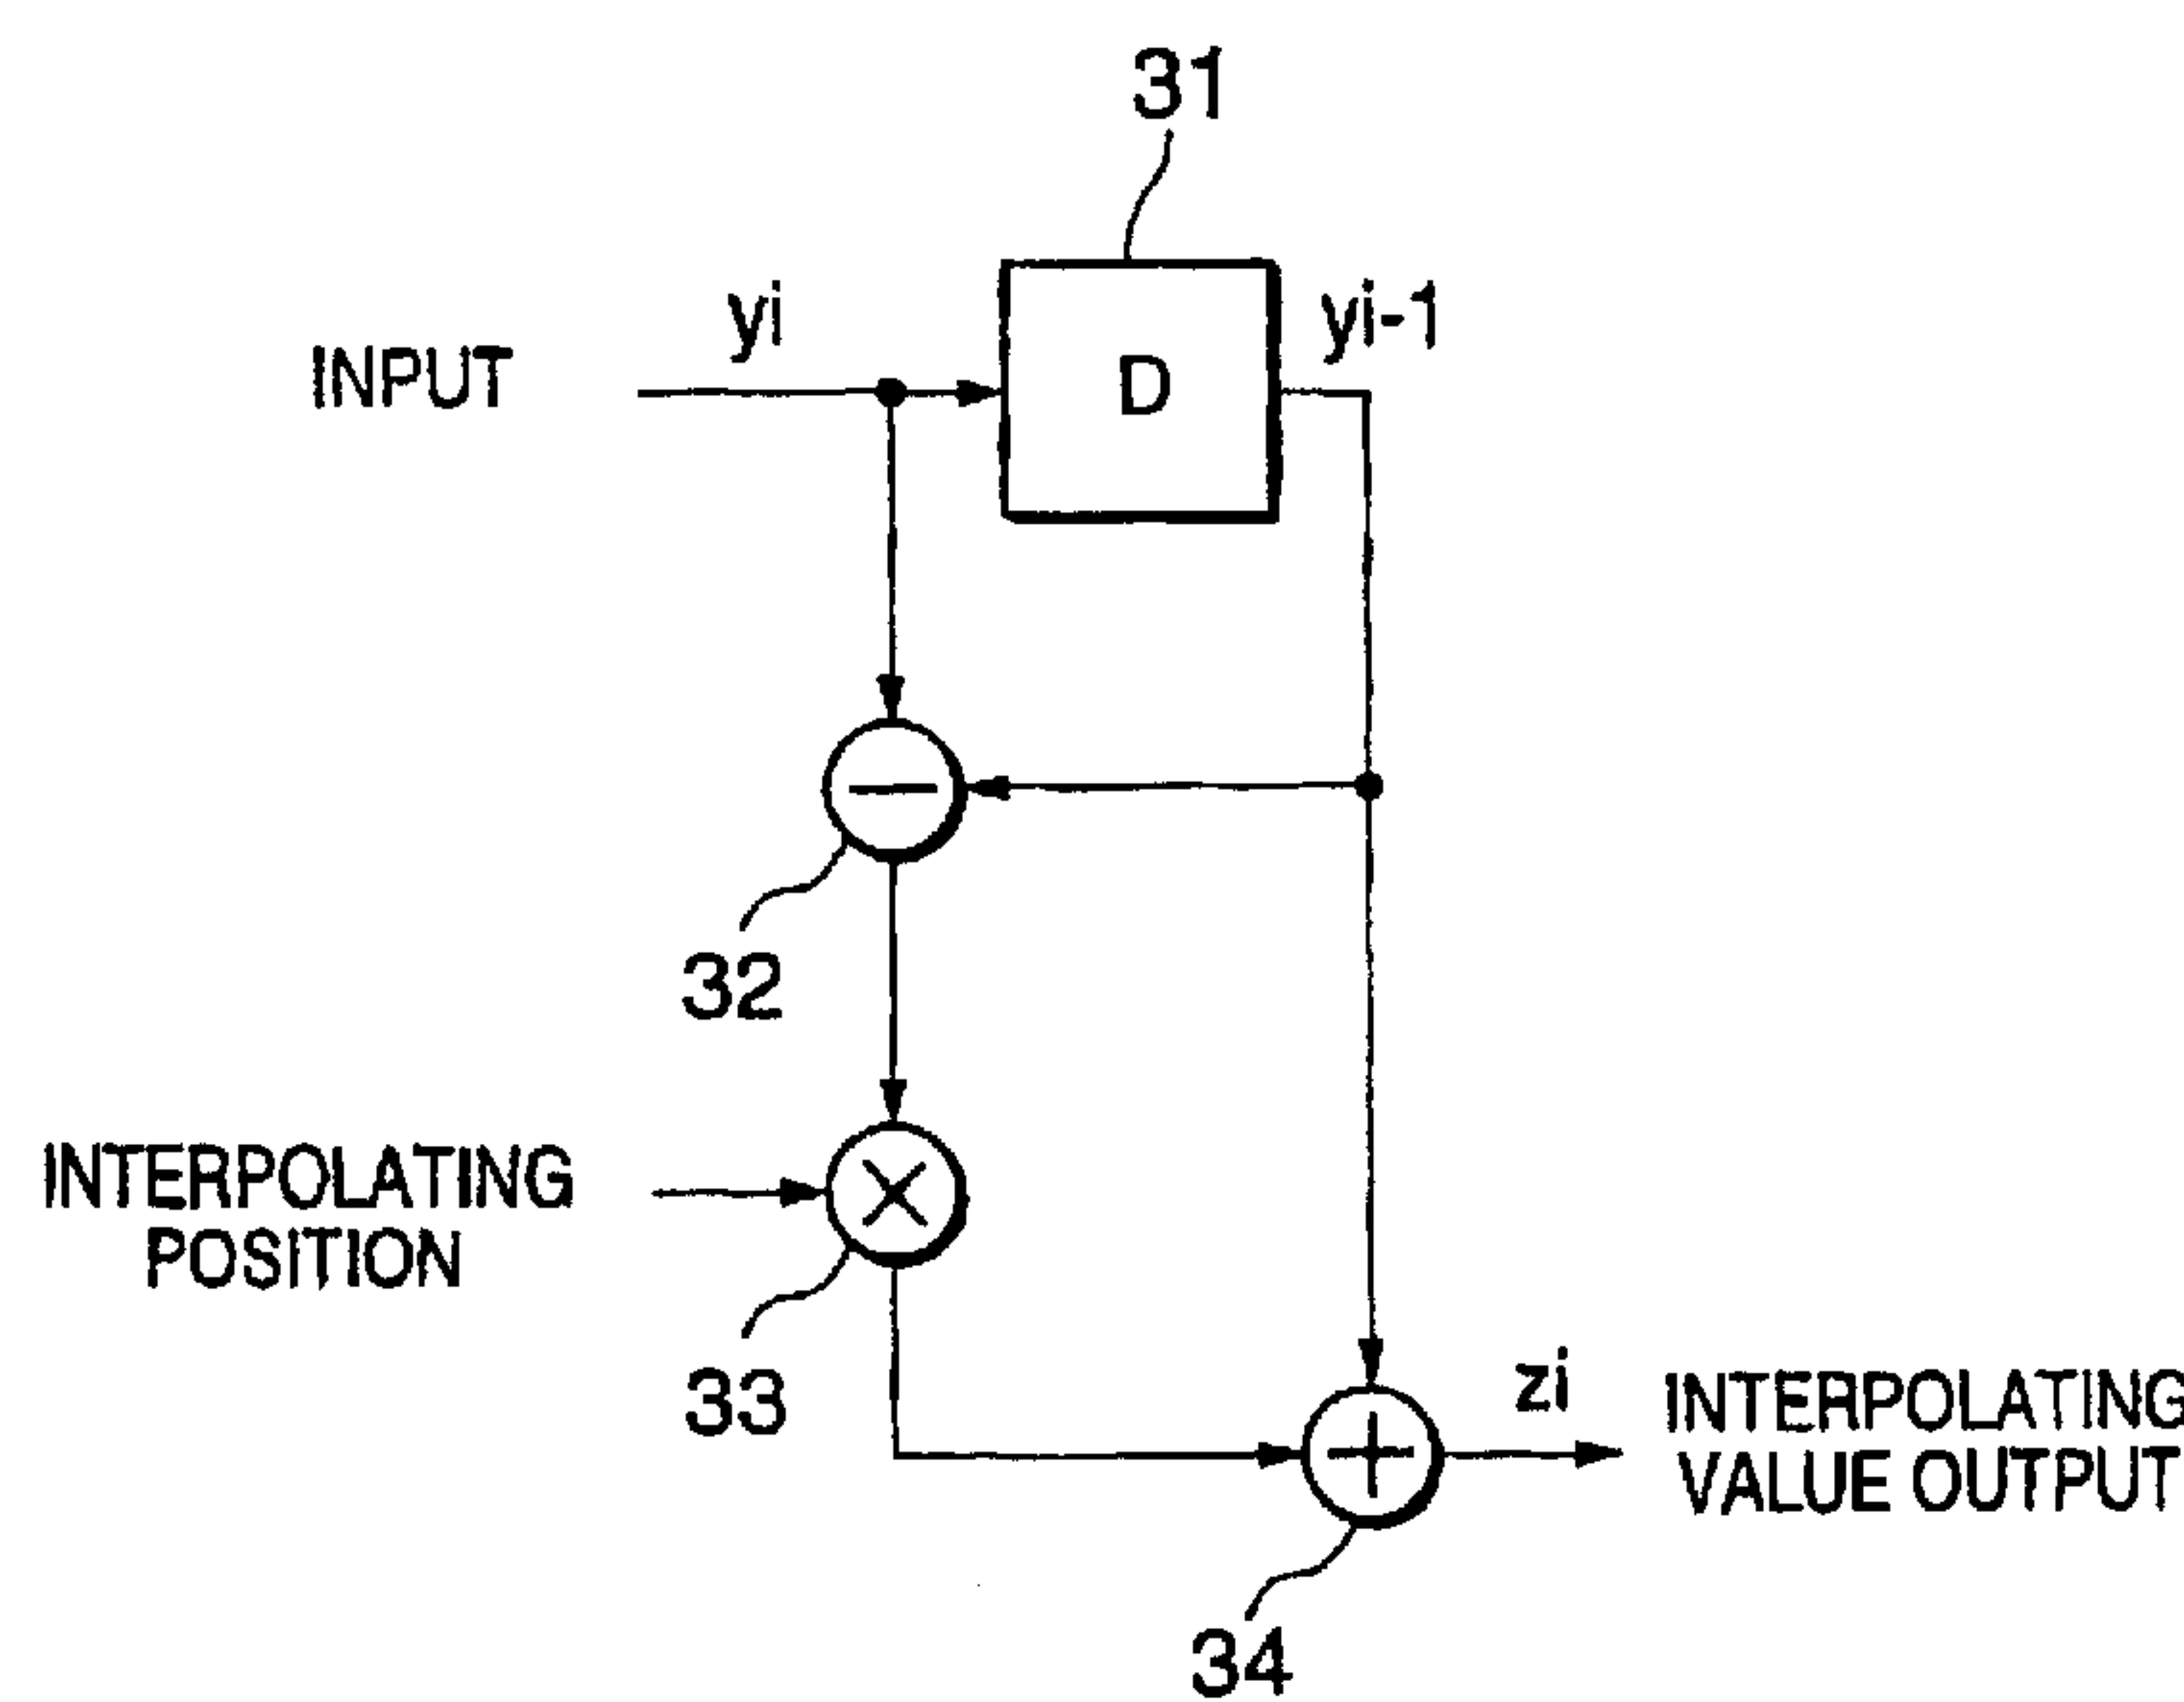 31
yi
yi-1
INPUT
D
32
INTERPOLATING
POSITION
33
zi
INTERPOLATING
VALUE OUTPUT
34